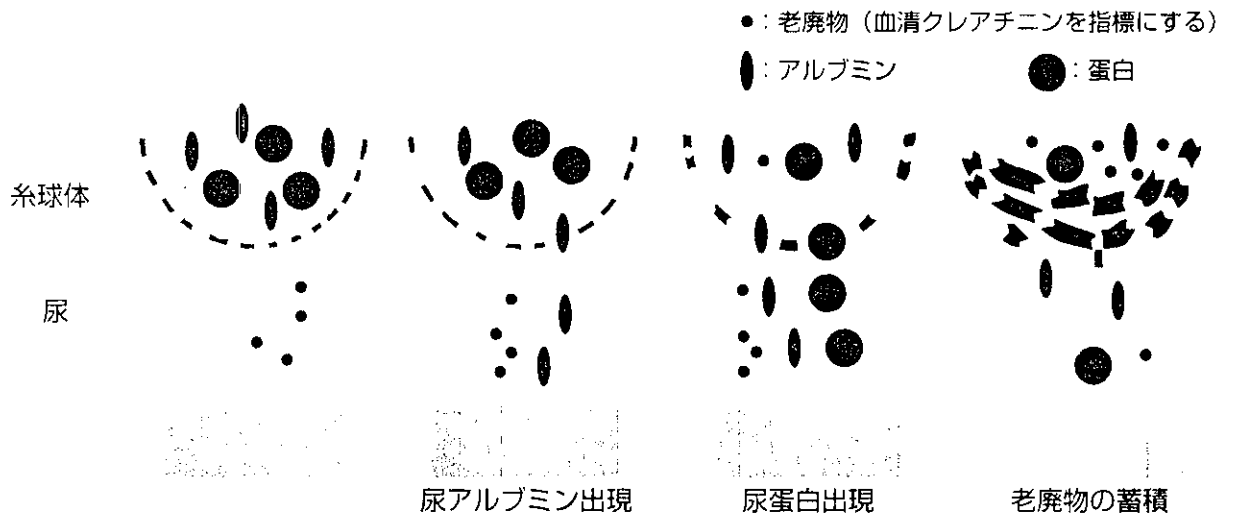 ●：老廃物（血清クレアチニンを指標にする）
：アルブミン　：蛋白
糸球体
尿
尿アルブミン出現　尿蛋白出現　老廃物の蓄積